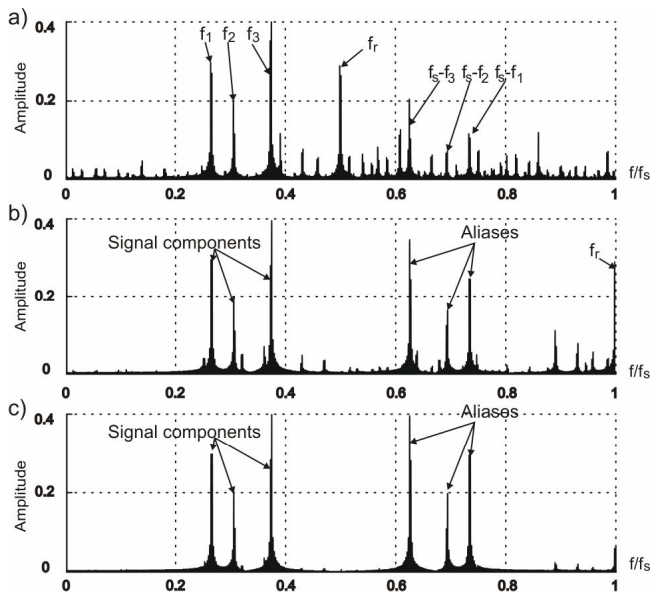 a)
0.4
0.2
0
Amplitude
f1 f2 f3 fr fs-f3 fs-f2 fs-f1
f/fs
0 0.2 0.4 0.6 0.8 1
b)
0.4
0.2
0
Amplitude
Signal components Aliases fr
f/fs
0 0.2 0.4 0.6 0.8 1
c)
0.4
0.2
0
Amplitude
Signal components Aliases
f/fs
0 0.2 0.4 0.6 0.8 1